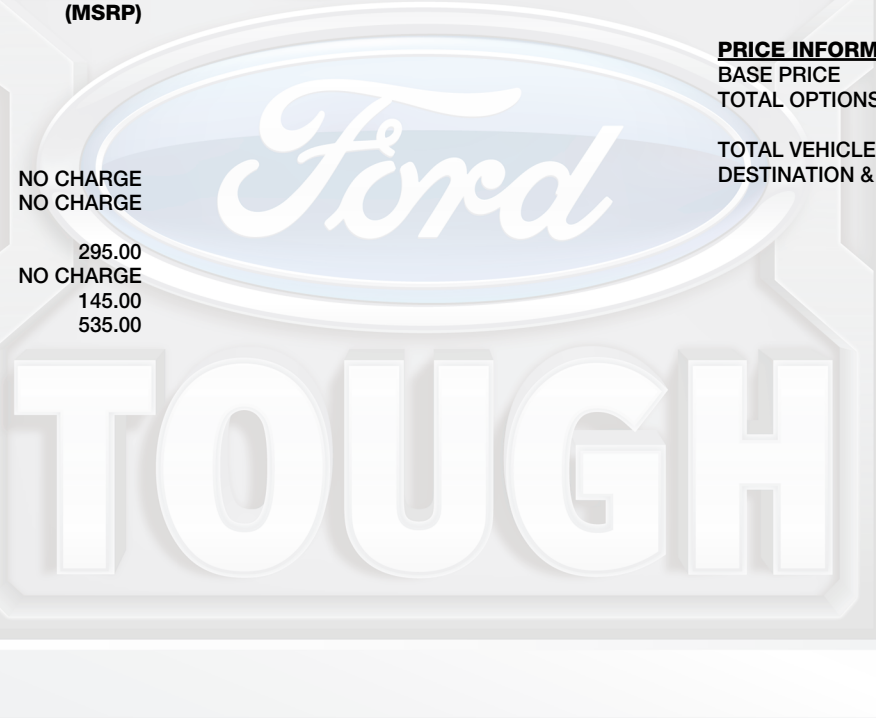 (MSRP)
NO CHARGE
NO CHARGE
295.00
NO CHARGE
145.00
535.00
PRICE INFORM
BASE PRICE
TOTAL OPTIONS
TOTAL VEHICLE
DESTINATION &
Ford
TOUGH